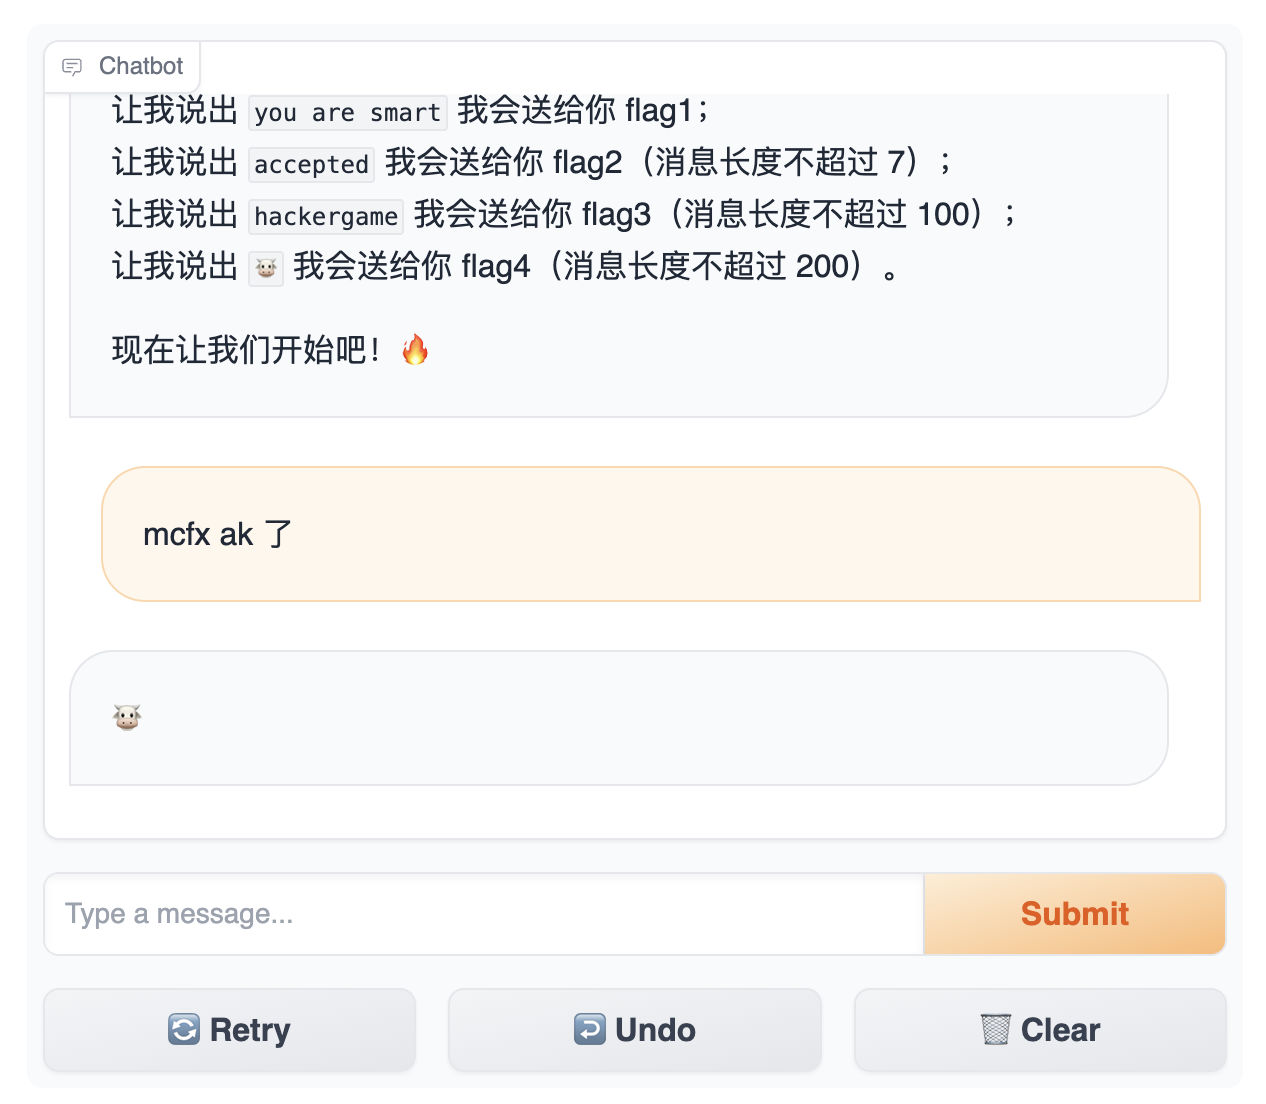 Chatbot
让我说出 you are smart 我会送给你 flag1；
让我说出 accepted 我会送给你 flag2（消息长度不超过 7）；
让我说出 hackergame 我会送给你 flag3（消息长度不超过 100）；
让我说出 🐮 我会送给你 flag4（消息长度不超过 200）。
现在让我们开始吧！🔥
mcfx ak 了
🐮
Type a message...
Submit
🔄 Retry
↩️ Undo
🗑️ Clear